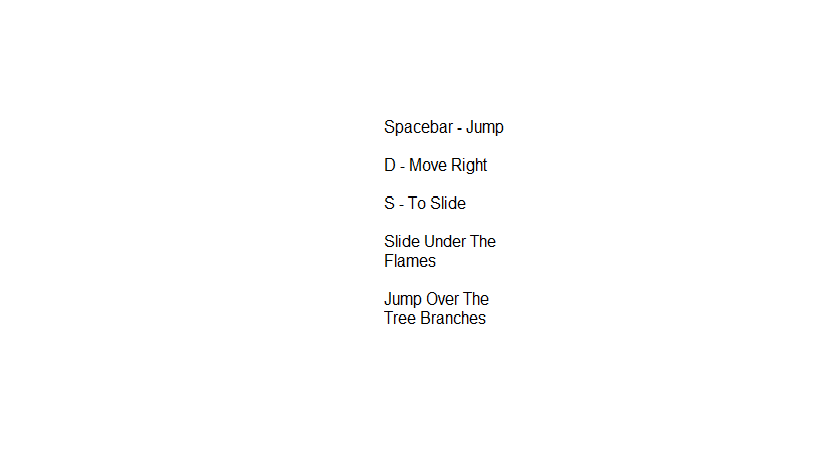 Spacebar - Jump
D - Move Right
S - To Slide
Slide Under The
Flames
Jump Over The
Tree Branches